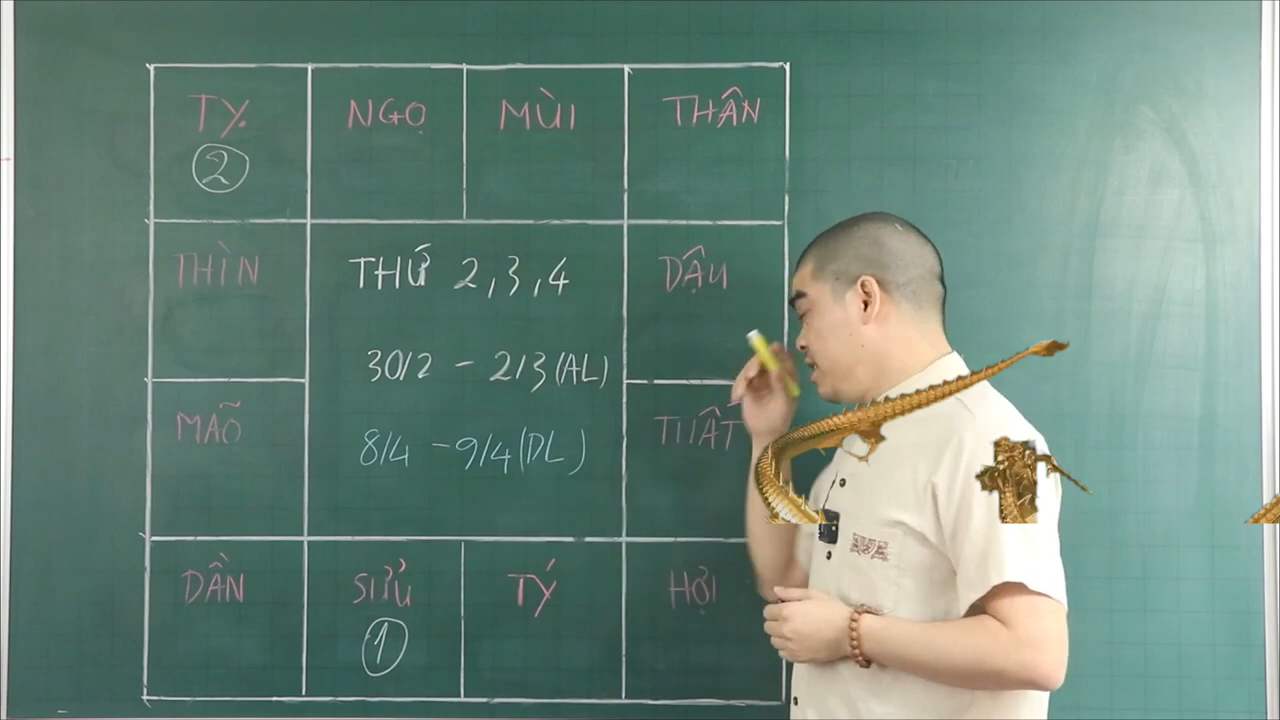 TỴ NGỌ MÙI THÂN
2
THÌN THỨ 2,3,4 DẬU
30/2 - 2/3(AL)
MÃO TUẤT
8/4 - 9/4(DL)
DẦN SỬU TÝ HỢI
1